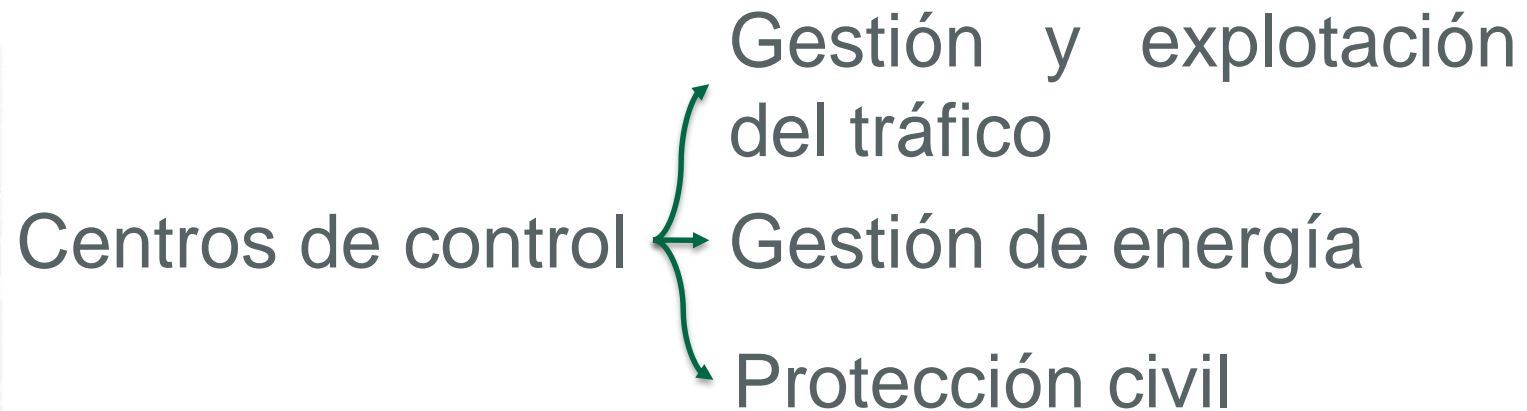 Centros de control
Gestión y explotación
del tráfico
Gestión de energía
Protección civil